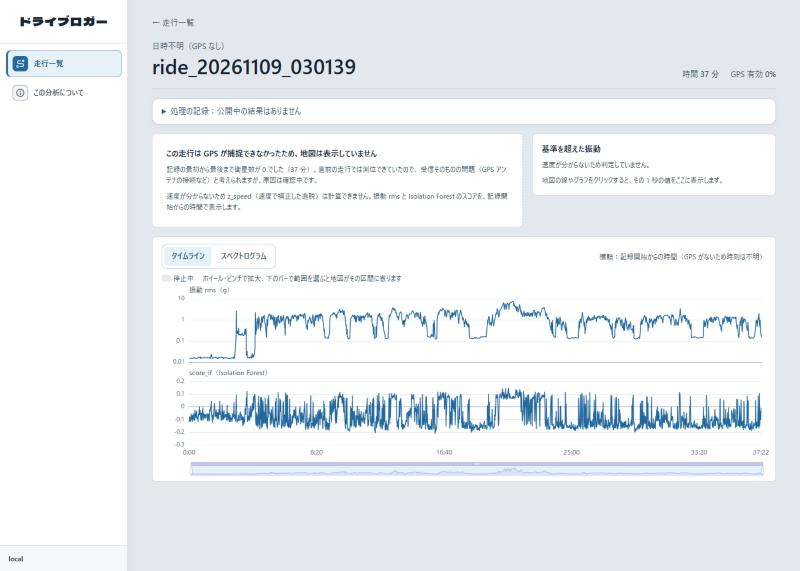 ドライブロガー
走行一覧
この分析について
local
← 走行一覧
日時不明（GPS なし）
ride_20261109_030139
時間 37 分 GPS 有効 0%
▶ 処理の記録：公開中の結果はありません
この走行は GPS が捕捉できなかったため、地図は表示していません
記録の最初から最後まで衛星数が 0 でした（37 分）。直前の走行では測位できていたので、受信そのものの問題（GPS アン
テナの接続など）と考えられますが、原因は確認中です。
速度が分からないため z_speed（速度で補正した逸脱）は計算できません。振動 rms と Isolation Forest のスコアを、記録開
始からの時間で表示します。
基準を超えた振動
速度が分からないため判定していません。
地図の線やグラフをクリックすると、その 1 秒の値をここに表示します。
タイムライン スペクトログラム
横軸：記録開始からの時間（GPS がないため時刻は不明）
停止中 ホイール・ピンチで拡大、下のバーで範囲を選ぶと地図がその区間に寄ります
振動 rms（g）
10
1
0.1
0.01
score_if（Isolation Forest）
0.2
0.1
0
-0.1
-0.2
-0.3
0:00 8:20 16:40 25:00 33:20 37:22